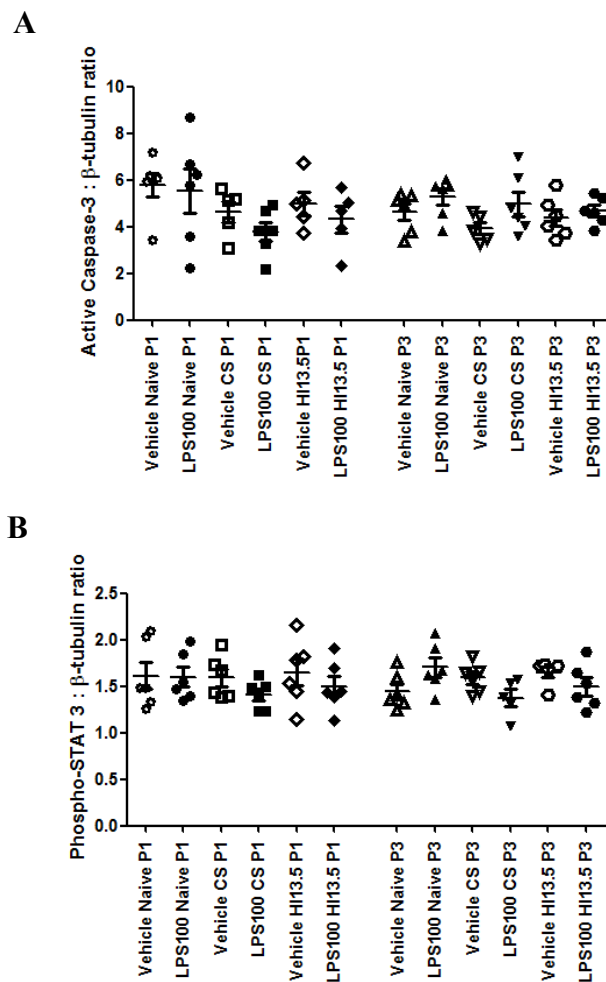 A
Active Caspase-3 : β-tubulin ratio
10
8
6
4
2
0
Vehicle Naive P1
LPS100 Naive P1
Vehicle CS P1
LPS100 CS P1
Vehicle HI13.5P1
LPS100 HI13.5 P1
Vehicle Naive P3
LPS100 Naive P3
Vehicle CS P3
LPS100 CS P3
Vehicle HI13.5 P3
LPS100 HI13.5 P3
B
Phospho-STAT 3 : β-tubulin ratio
2.5
2.0
1.5
1.0
0.5
0.0
Vehicle Naive P1
LPS100 Naive P1
Vehicle CS P1
LPS100 CS P1
Vehicle HI13.5 P1
LPS100 HI13.5 P1
Vehicle Naive P3
LPS100 Naive P3
Vehicle CS P3
LPS100 CS P3
Vehicle HI13.5 P3
LPS100 HI13.5 P3